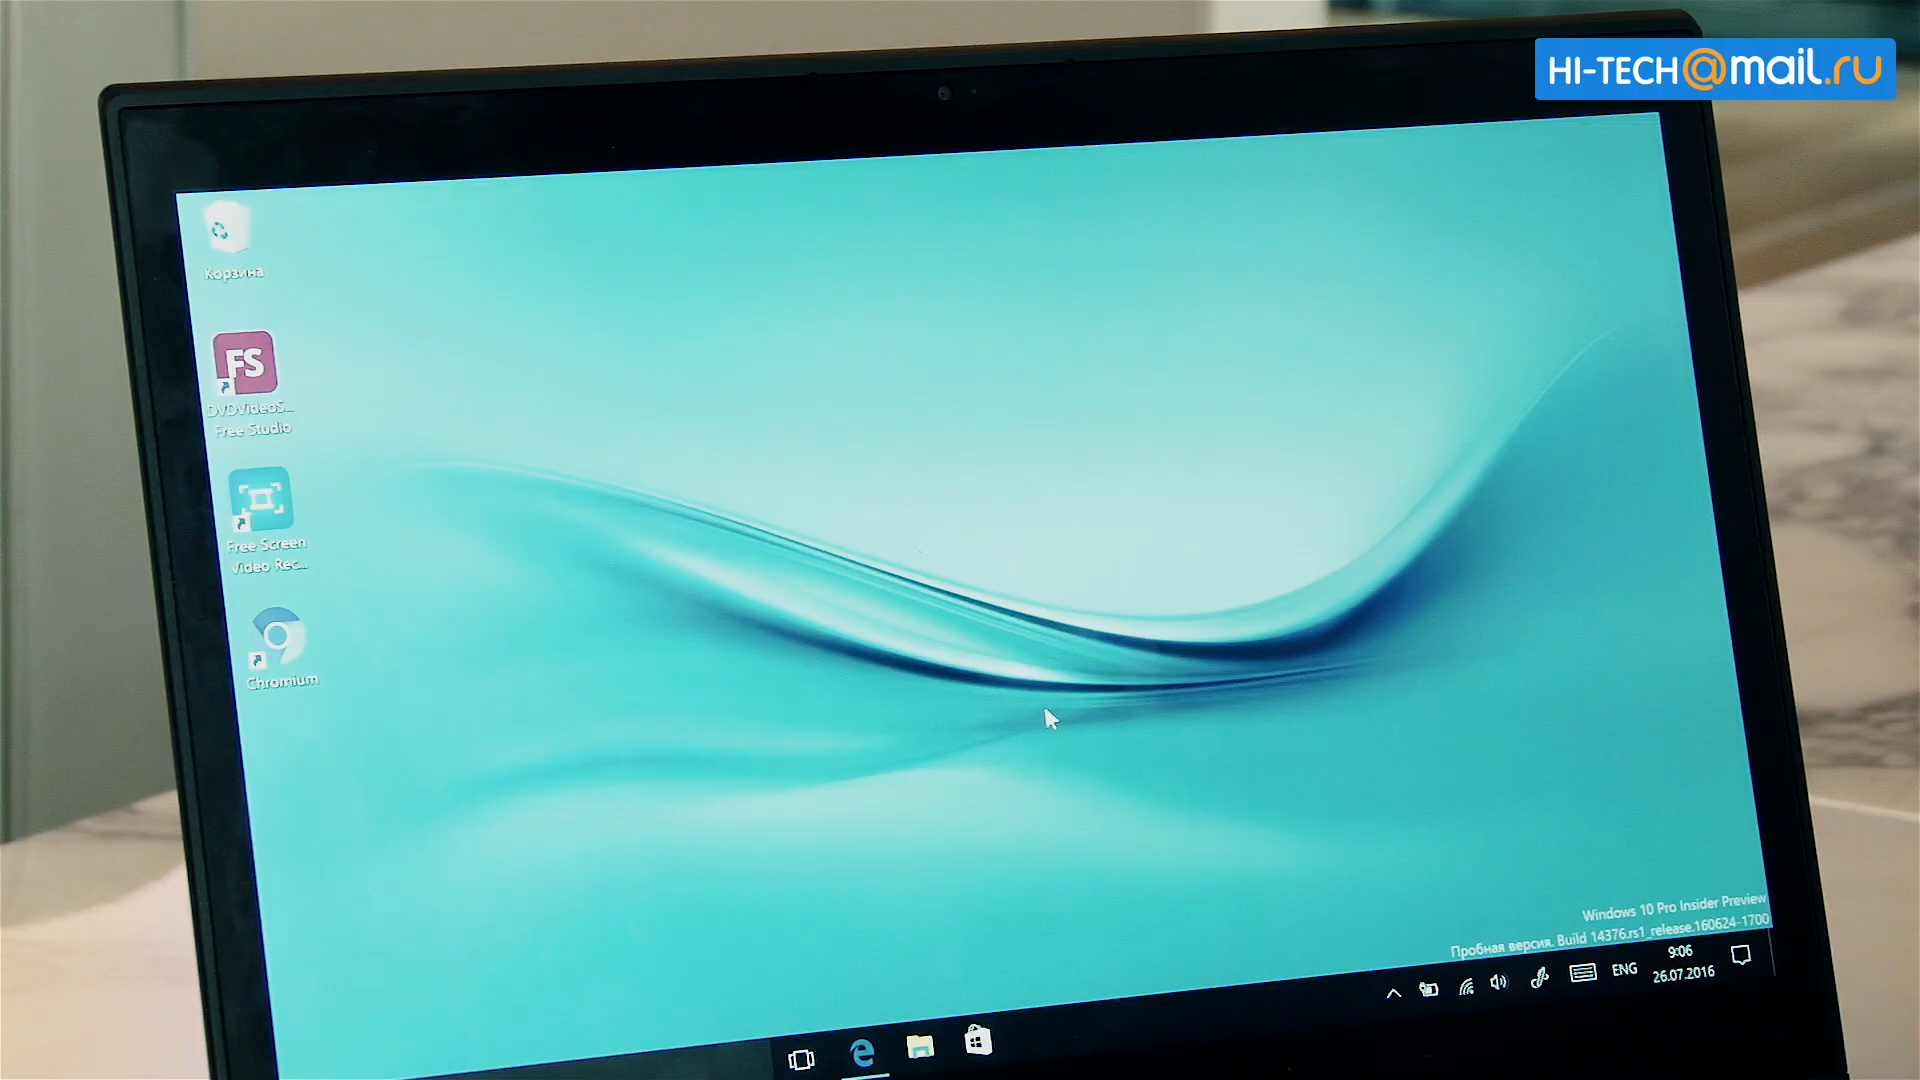 HI-TECH@mail.ru
Корзина
FS
DVDVideoS...
Free Studio
Free Screen
Video Rec...
Chromium
Windows 10 Pro Insider Preview
Пробная версия. Build 14376.rs1_release.160624-1700
ENG
9:06
26.07.2016